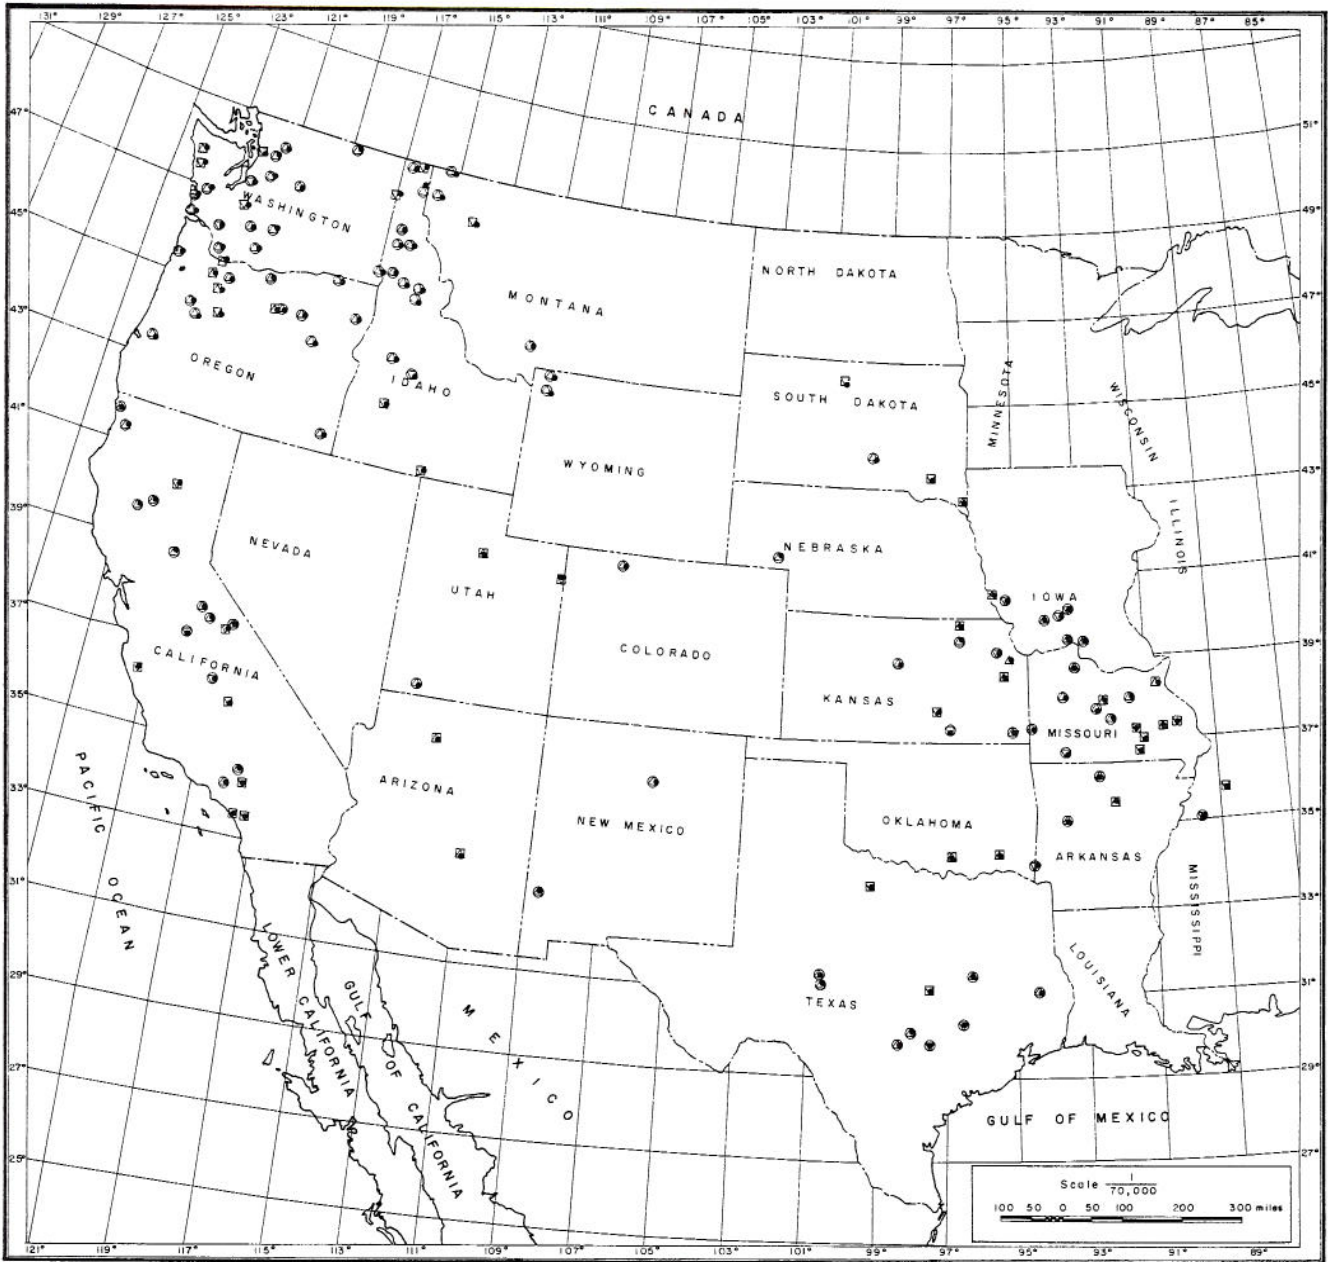 131° 129° 127° 125° 123° 121° 119° 117° 115° 113° 111° 109° 107° 105° 103° 101° 99° 97° 95° 93° 91° 89° 87° 85°
CANADA
47° 51°
WASHINGTON
45° 49°
NORTH DAKOTA
MONTANA
47°
43°
OREGON
IDAHO
SOUTH DAKOTA
MINNESOTA
WISCONSIN
45°
41°
WYOMING
43°
39°
NEVADA
NEBRASKA
ILLINOIS
41°
UTAH
IOWA
37°
CALIFORNIA
COLORADO
39°
KANSAS
35°
MISSOURI
37°
PACIFIC OCEAN
ARIZONA
33°
NEW MEXICO
OKLAHOMA
ARKANSAS
35°
31°
MISSISSIPPI
33°
LOWER CALIFORNIA
GULF OF CALIFORNIA
MEXICO
TEXAS
LOUISIANA
29° 31°
27° 29°
GULF OF MEXICO
25° 27°
Scale 1
70,000
100 50 0 50 100 200 300 miles
121° 119° 117° 115° 113° 111° 109° 107° 105° 103° 101° 99° 97° 95° 93° 91° 89°